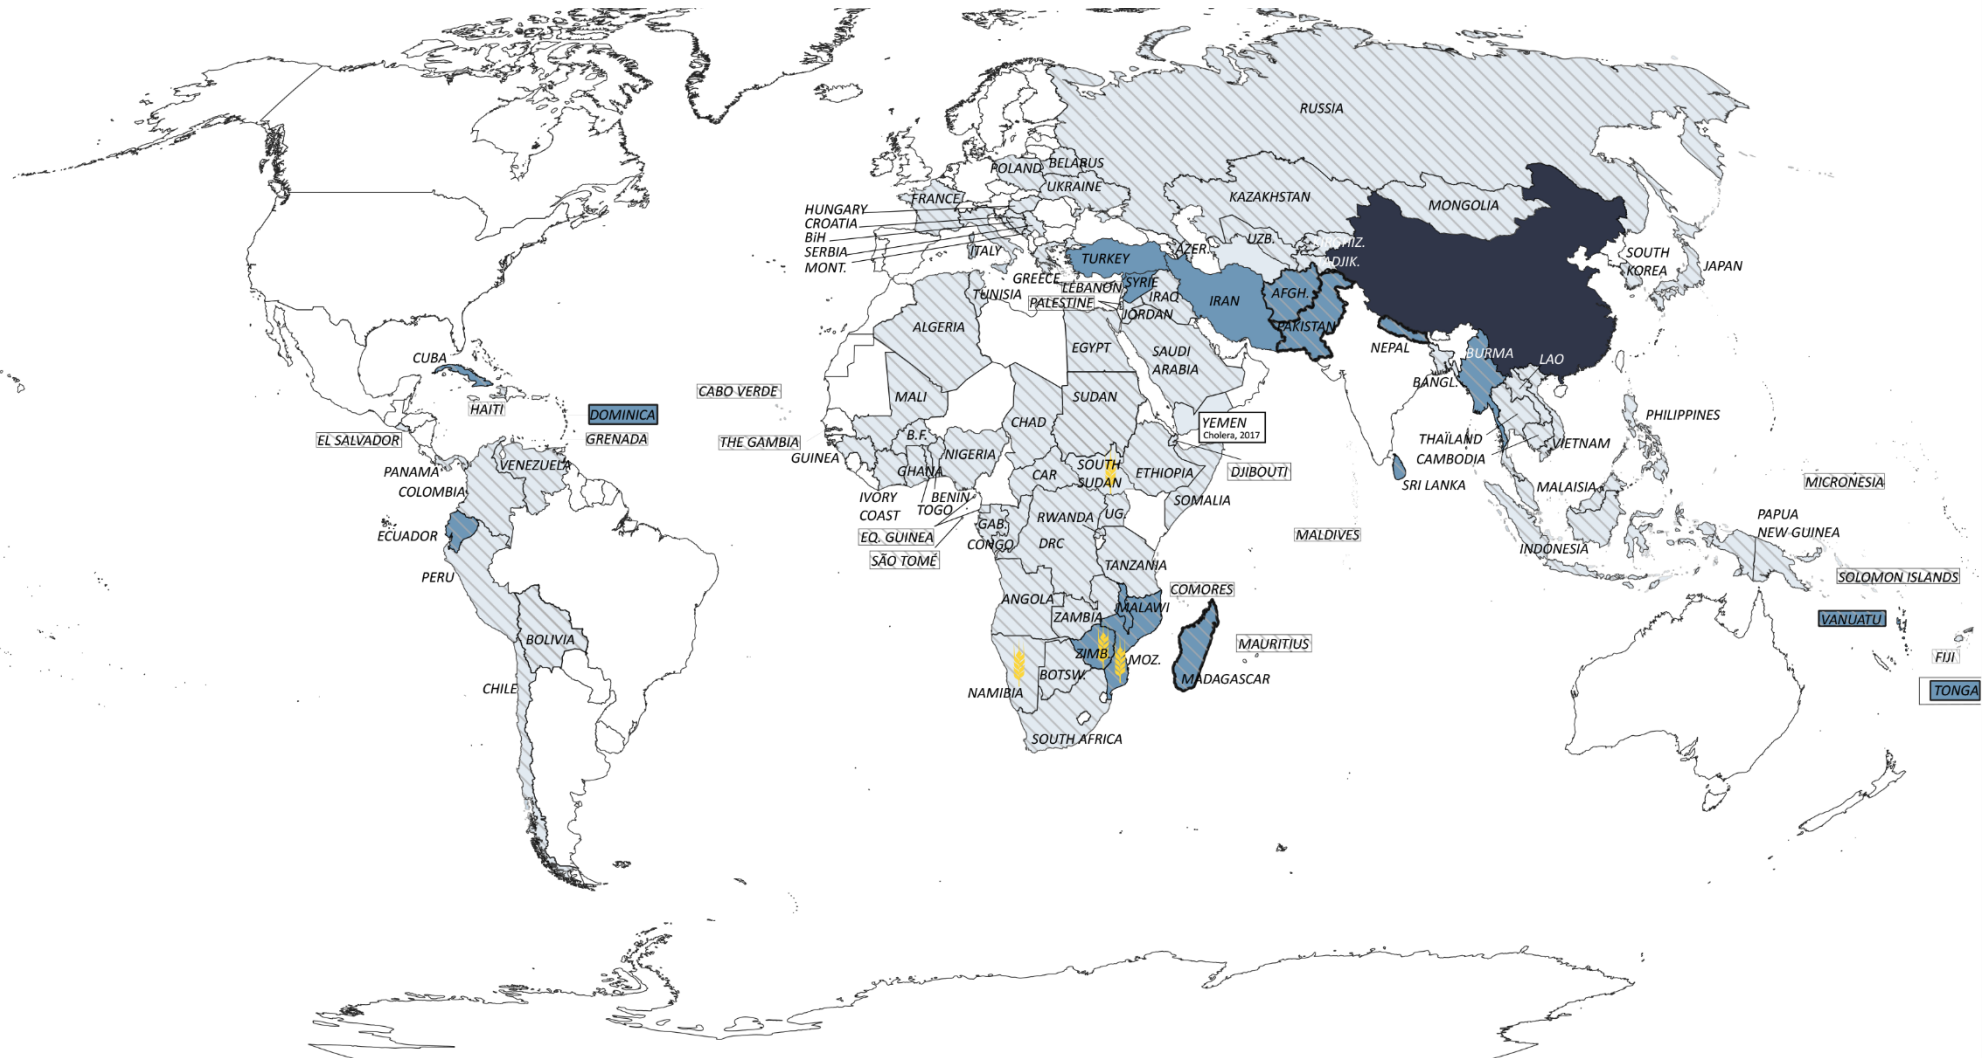 RUSSIA
POLAND
BELARUS
UKRAINE
FRANCE
KAZAKHSTAN
MONGOLIA
HUNGARY
CROATIA
BiH
SERBIA
MONT.
ITALY
GREECE
TURKEY
AZER.
UZB.
SOUTH
KOREA
JAPAN
TUNISIA
LEBANON
SYRIE
PALESTINE
IRAQ
JORDAN
IRAN
AFGH.
PAKISTAN
ALGERIA
EGYPT
SAUDI
ARABIA
NEPAL
BURMA
LAO
BANGL.
CUBA
HAITI
DOMINICA
GRENADA
EL SALVADOR
CABO VERDE
THE GAMBIA
MALI
CHAD
SUDAN
YEMEN
Cholera, 2017
B.F.
GUINEA
GHANA
NIGERIA
CAR
SOUTH
SUDAN
ETHIOPIA
DJIBOUTI
SOMALIA
PHILIPPINES
THAÏLAND
CAMBODIA
VIETNAM
SRI LANKA
MALAISIA
MICRONESIA
PANAMA
VENEZUELA
COLOMBIA
ECUADOR
PERU
BOLIVIA
CHILE
IVORY
COAST
BENIN
TOGO
EQ. GUINEA
SÃO TOMÉ
GAB.
CONGO
RWANDA
DRC
UG.
TANZANIA
MALDIVES
INDONESIA
PAPUA
NEW GUINEA
SOLOMON ISLANDS
COMORES
ANGOLA
ZAMBIA
MALAWI
VANUATU
ZIMB.
MOZ.
MAURITIUS
MADAGASCAR
NAMIBIA
BOTSW.
SOUTH AFRICA
FIJI
TONGA